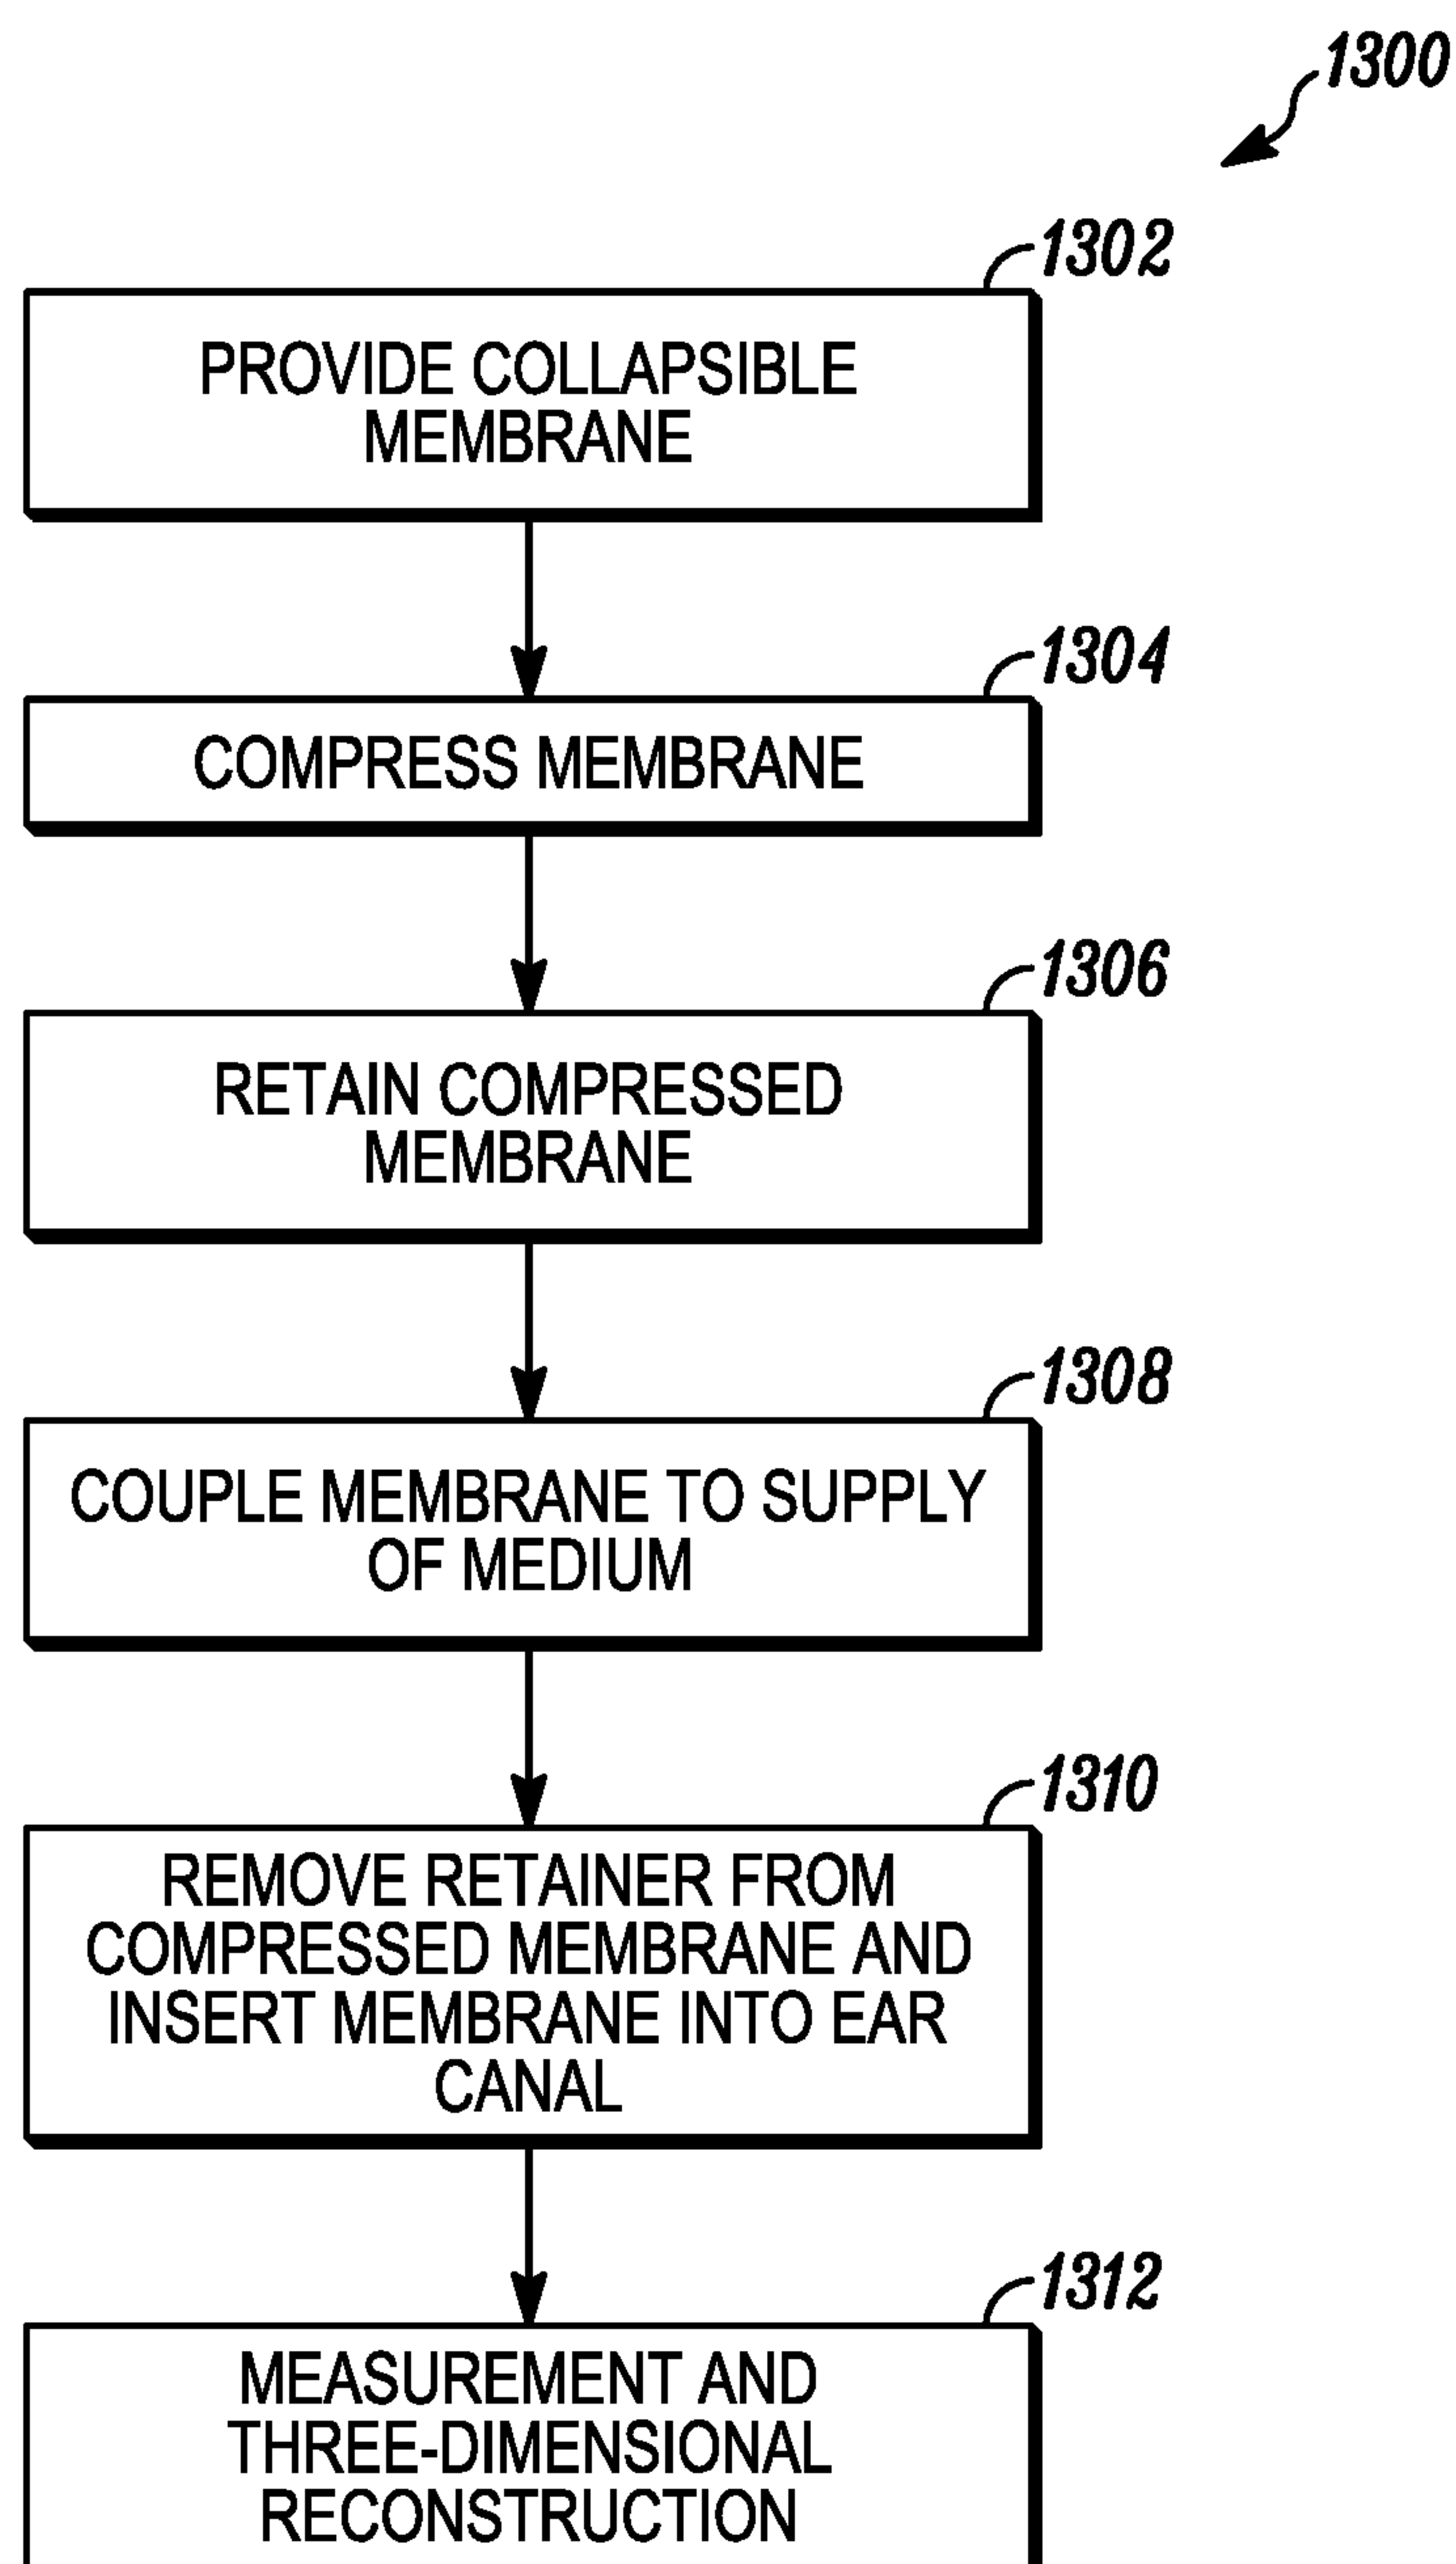 1300
1302
PROVIDE COLLAPSIBLE
MEMBRANE
1304
COMPRESS MEMBRANE
1306
RETAIN COMPRESSED
MEMBRANE
1308
COUPLE MEMBRANE TO SUPPLY
OF MEDIUM
1310
REMOVE RETAINER FROM
COMPRESSED MEMBRANE AND
INSERT MEMBRANE INTO EAR
CANAL
1312
MEASUREMENT AND
THREE-DIMENSIONAL
RECONSTRUCTION